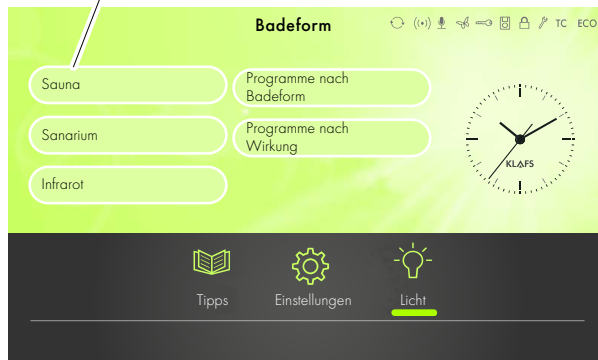 Badeform
TC ECO
Sauna
Programme nach
Badeform
Sanarium
Programme nach
Wirkung
Infrarot
KLAFS
Tipps
Einstellungen
Licht